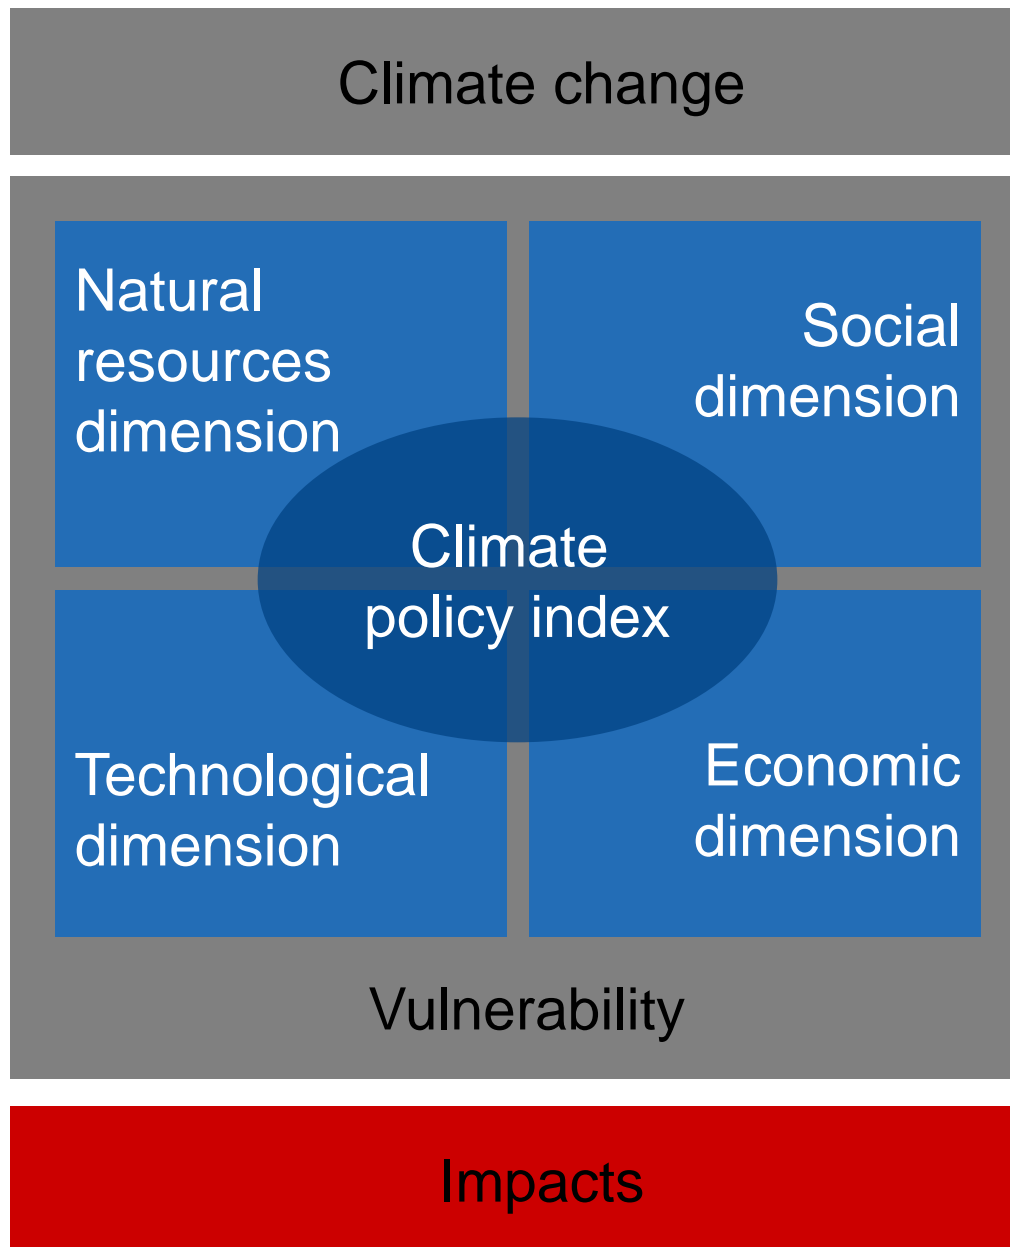 Climate change
Natural
resources
dimension
Social
dimension
Climate
policy index
Technological
dimension
Economic
dimension
Vulnerability
Impacts